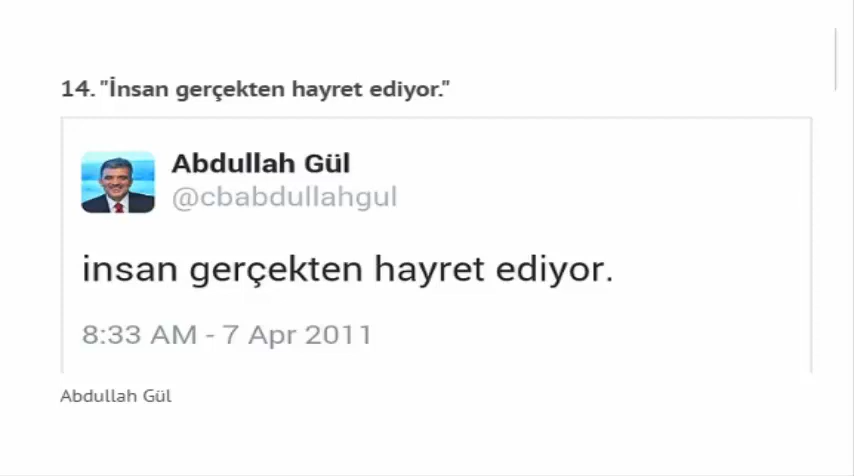 14. "İnsan gerçekten hayret ediyor."
Abdullah Gül
@cbabdullahgul
insan gerçekten hayret ediyor.
8:33 AM - 7 Apr 2011
Abdullah Gül